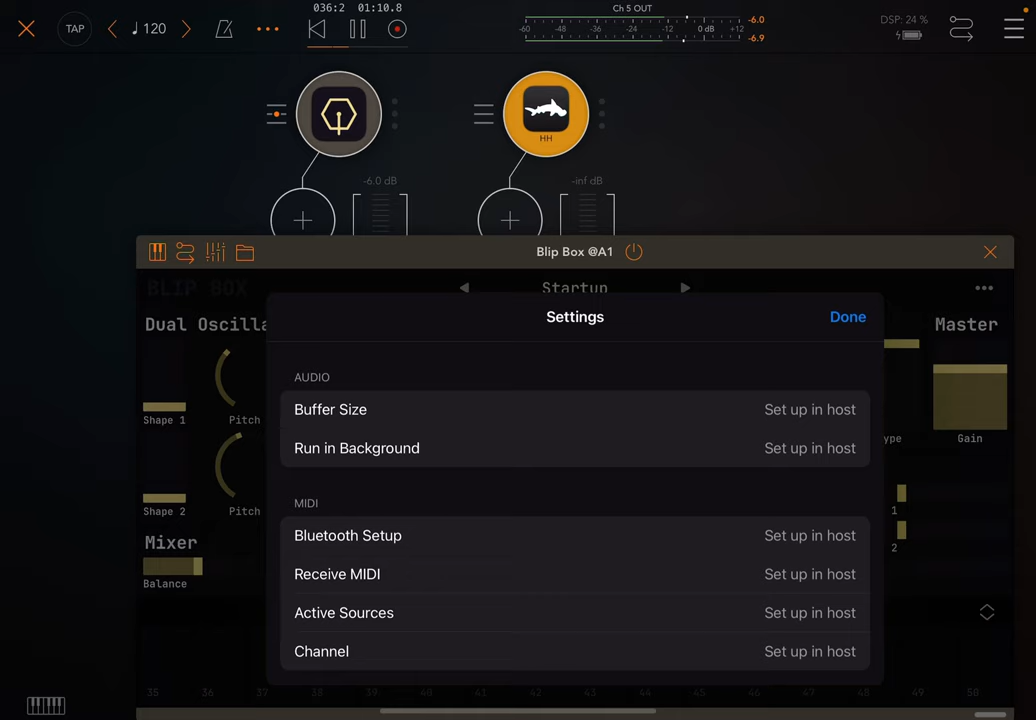 036:2 01:10.8
TAP
120
Ch 5 OUT
-60 -48 -36 -24 -12 0 dB +12
-6.0
-6.9
DSP: 24 %
HH
-6.0 dB
-inf dB
Blip Box @A1
BLIP BOX
Startup
Settings
Done
Dual Oscilla
Master
AUDIO
Buffer Size Set up in host
Run in Background Set up in host
Shape 1
Pitch
ype
Gain
MIDI
Bluetooth Setup Set up in host
Receive MIDI Set up in host
Active Sources Set up in host
Channel Set up in host
Shape 2
Pitch
1
2
Mixer
Balance
35 36 37 38 39 40 41 42 43 44 45 46 47 48 49 50